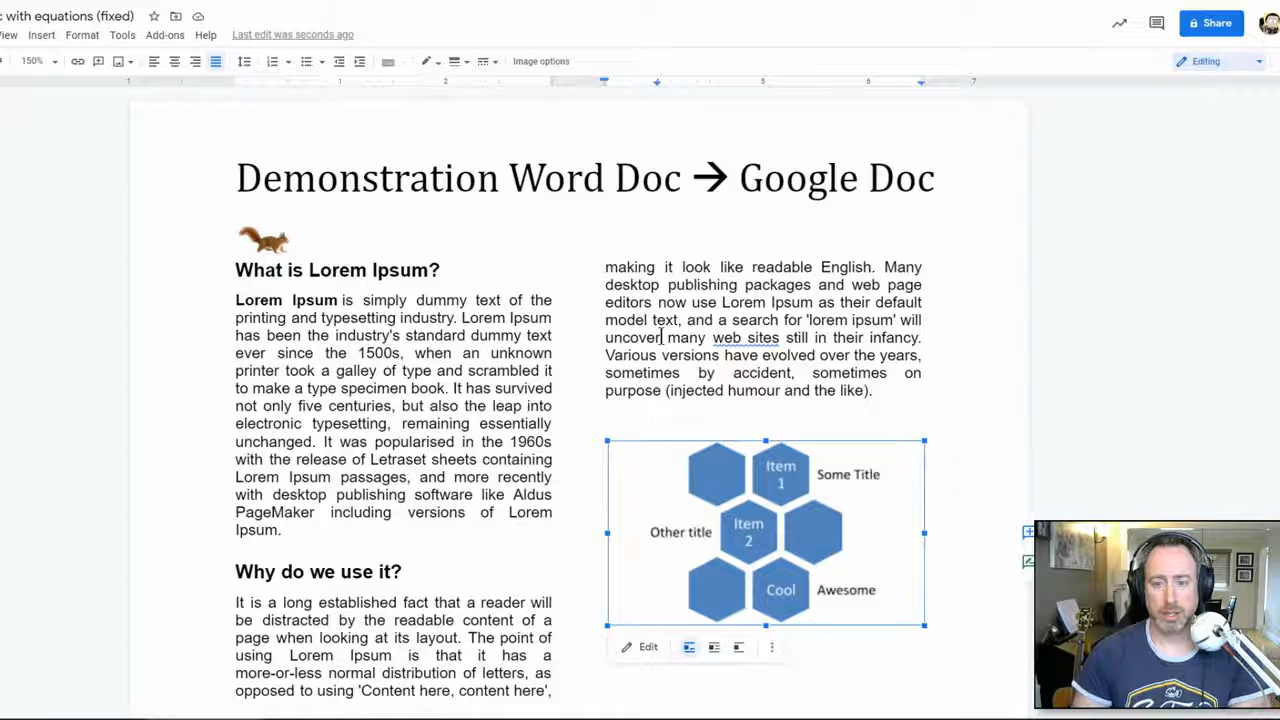 c with equations (fixed)
View Insert Format Tools Add-ons Help Last edit was seconds ago
Share
150%
Image options
Editing
1 1 2 3 4 5 6 7
Demonstration Word Doc → Google Doc
What is Lorem Ipsum?
Lorem Ipsum is simply dummy text of the
printing and typesetting industry. Lorem Ipsum
has been the industry's standard dummy text
ever since the 1500s, when an unknown
printer took a galley of type and scrambled it
to make a type specimen book. It has survived
not only five centuries, but also the leap into
electronic typesetting, remaining essentially
unchanged. It was popularised in the 1960s
with the release of Letraset sheets containing
Lorem Ipsum passages, and more recently
with desktop publishing software like Aldus
PageMaker including versions of Lorem
Ipsum.
Why do we use it?
It is a long established fact that a reader will
be distracted by the readable content of a
page when looking at its layout. The point of
using Lorem Ipsum is that it has a
more-or-less normal distribution of letters, as
opposed to using 'Content here, content here',
making it look like readable English. Many
desktop publishing packages and web page
editors now use Lorem Ipsum as their default
model text, and a search for 'lorem ipsum' will
uncover many web sites still in their infancy.
Various versions have evolved over the years,
sometimes by accident, sometimes on
purpose (injected humour and the like).
Item
1
Some Title
Other title
Item
2
Cool
Awesome
Edit